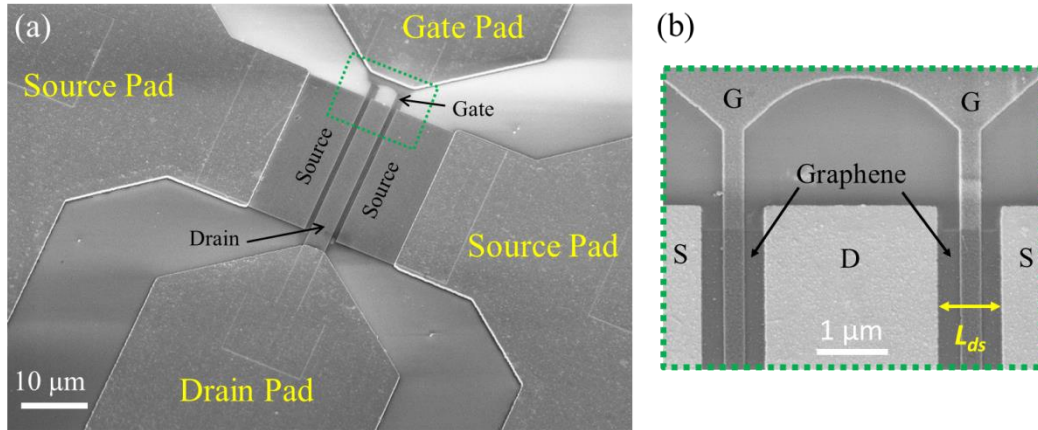 (a)
Gate Pad
Source Pad
Gate
Source
Source
Drain
Source Pad
10 μm
Drain Pad
(b)
G
G
Graphene
S
D
S
1 μm
L_ds